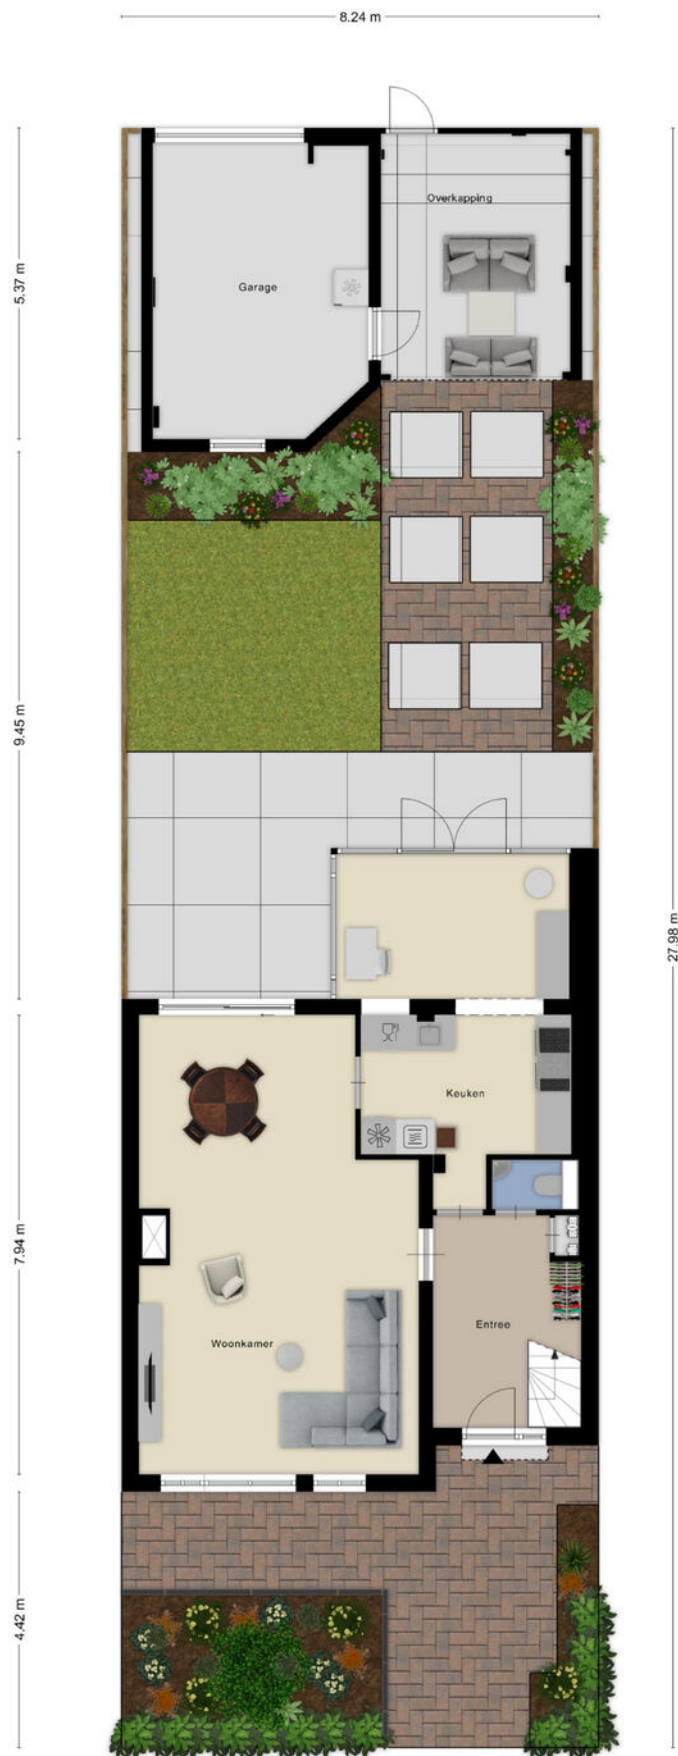 8.24 m
Overkapping
5.37 m
Garage
9.45 m
27.98 m
Keuken
7.94 m
Entree
Woonkamer
4.42 m